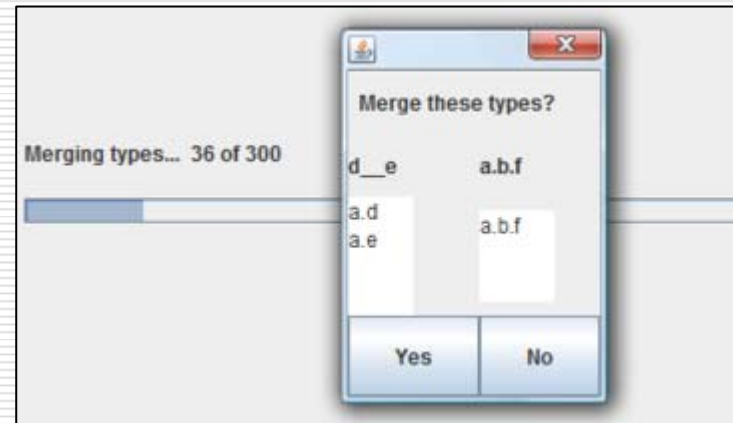 Merge these types?
Merging types... 36 of 300
d__e a.b.f
a.d
a.e
a.b.f
Yes No